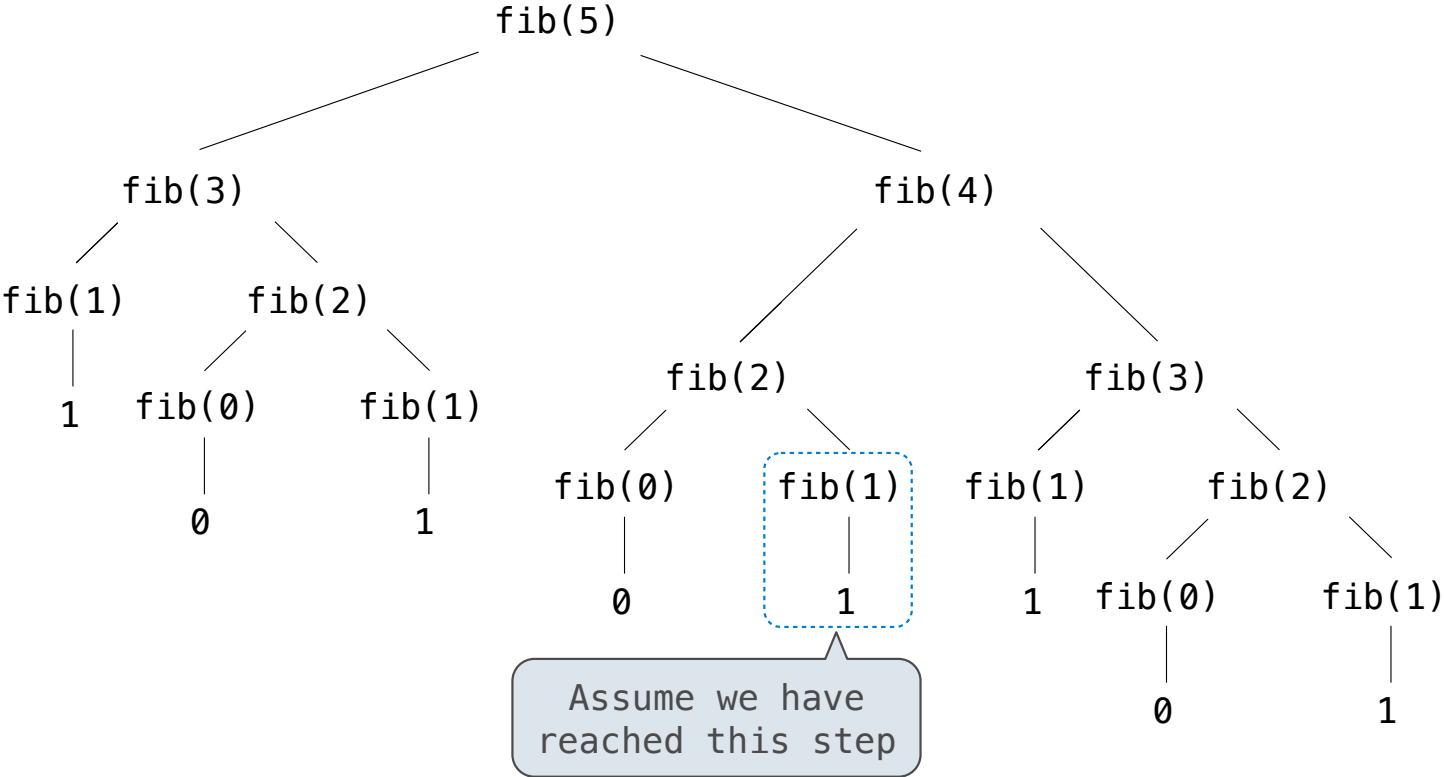 fib(5)
fib(3) fib(4)
fib(1) fib(2)
fib(2) fib(3)
1 fib(0) fib(1)
fib(0) fib(1) fib(1) fib(2)
0 1
0 1 1 fib(0) fib(1)
Assume we have
reached this step
0 1